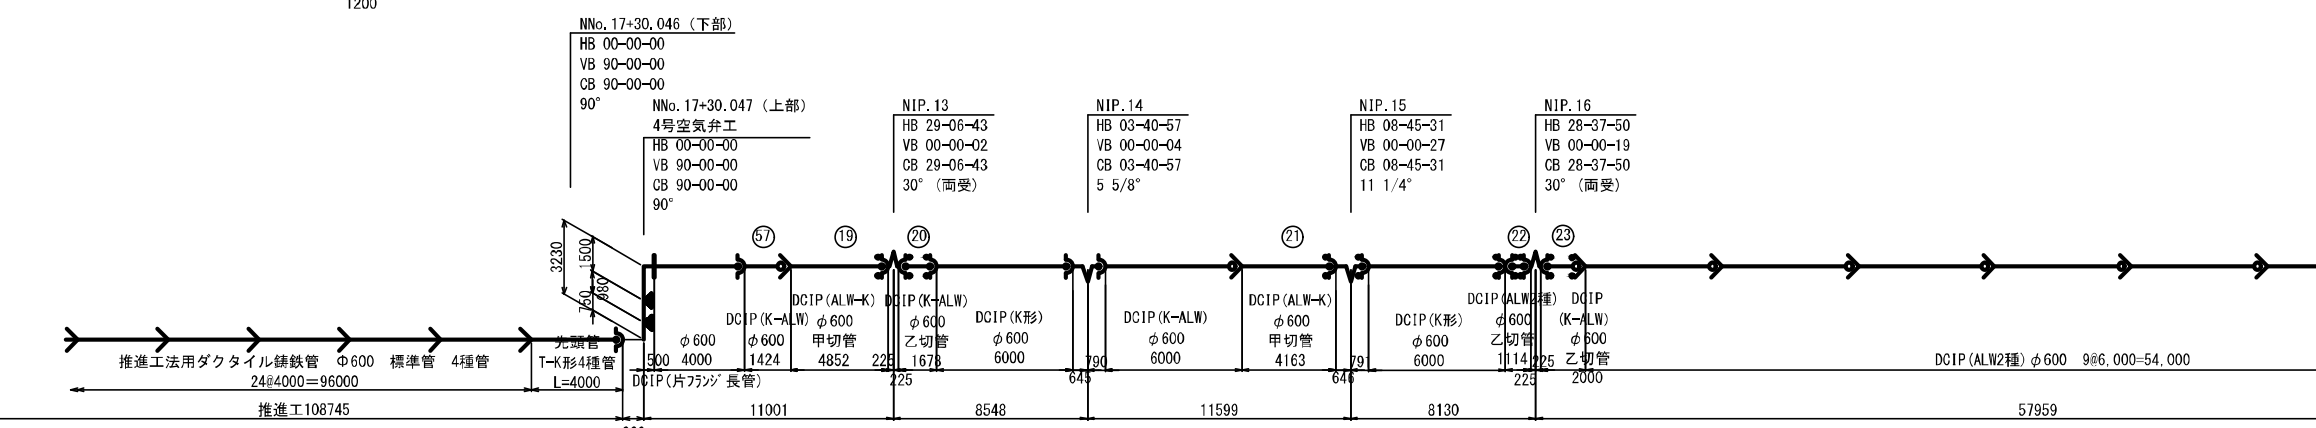 1200
NNo.17+30.046 (下部)
HB 00-00-00
VB 90-00-00
CB 90-00-00
90°
NNo.17+30.047 (上部)
4号空気弁工
HB 00-00-00
VB 90-00-00
CB 90-00-00
90°
NIP.13
HB 29-06-43
VB 00-00-02
CB 29-06-43
30° (両受)
NIP.14
HB 03-40-57
VB 00-00-04
CB 03-40-57
5 5/8°
NIP.15
HB 08-45-31
VB 00-00-27
CB 08-45-31
11 1/4°
NIP.16
HB 28-37-50
VB 00-00-19
CB 28-37-50
30° (両受)
57
19
20
21
22
23
3230
1500
980
750
先頭管
T-K形4種管
L=4000
推進工法用ダクタイル鋳鉄管 Φ600 標準管 4種管
24@4000=96000
推進工108745
500
φ600
4000
DCIP(片フランジ長管)
DCIP(K-ALW)
φ600
1424
DCIP(ALW-K)
φ600
甲切管
4852
225
225
DCIP(K-ALW)
φ600
乙切管
1678
DCIP(K形)
φ600
6000
645
790
DCIP(K-ALW)
φ600
6000
DCIP(ALW-K)
φ600
甲切管
4163
646
791
DCIP(K形)
φ600
6000
DCIP(ALW2種)
φ600
乙切管
1114
225
225
DCIP
(K-ALW)
φ600
乙切管
2000
DCIP(ALW2種)φ600 9@6,000=54,000
11001
8548
11599
8130
57959